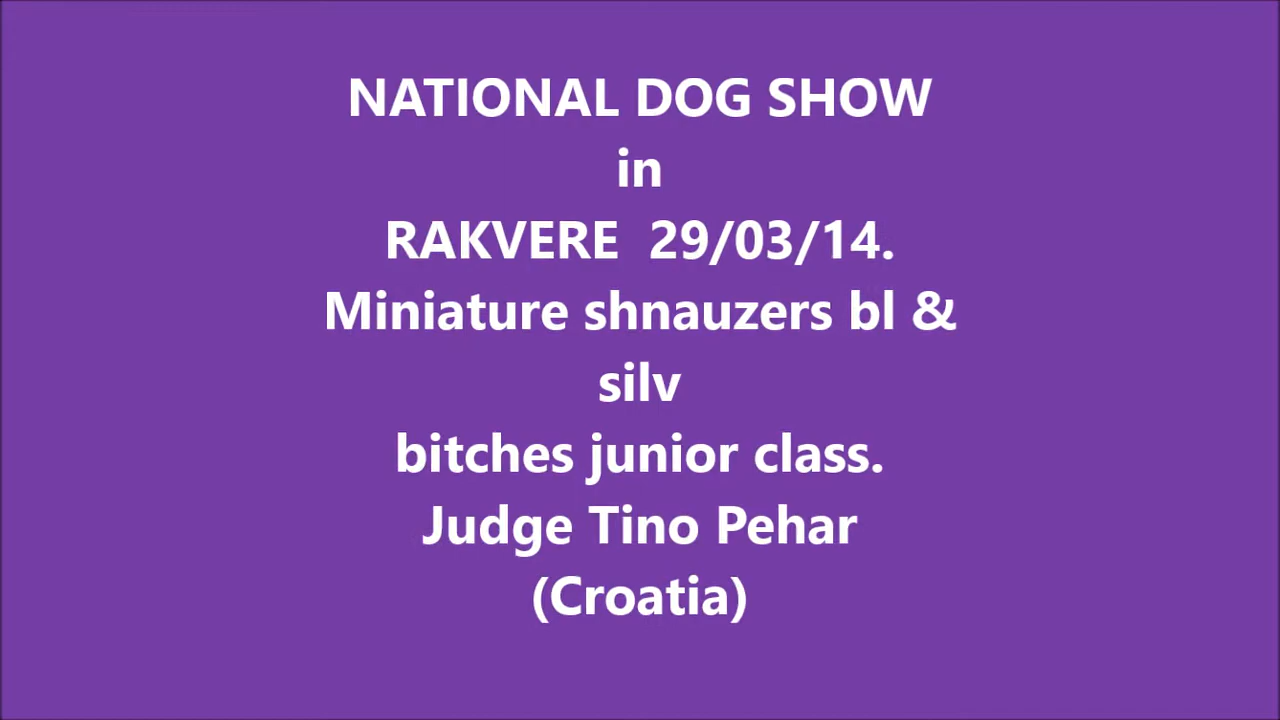 NATIONAL DOG SHOW
in
RAKVERE  29/03/14.
Miniature shnauzers bl &
silv
bitches junior class.
Judge Tino Pehar
(Croatia)